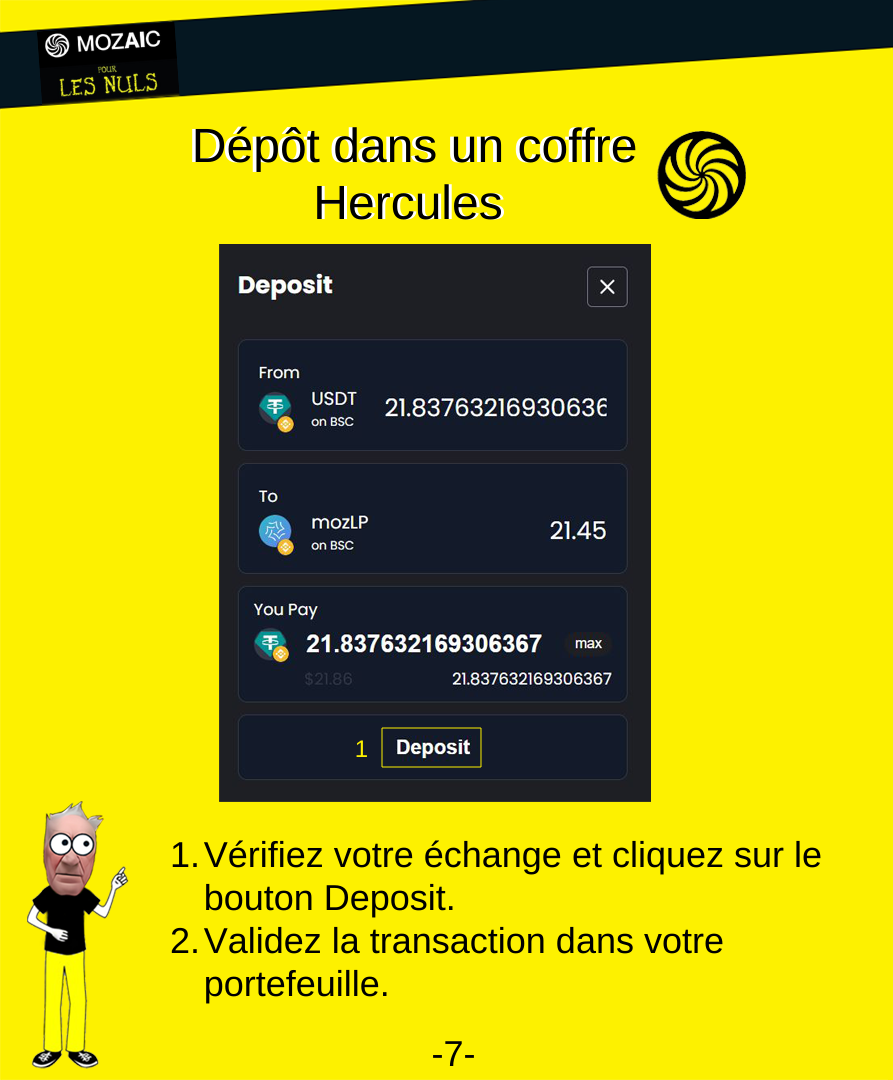 MOZAIC
POUR
LES NULS
Dépôt dans un coffre
Hercules
Deposit
From
USDT
on BSC
21.83763216930636
To
mozLP
on BSC
21.45
You Pay
21.837632169306367
max
$21.86
21.837632169306367
1
Deposit
1. Vérifiez votre échange et cliquez sur le
bouton Deposit.
2. Validez la transaction dans votre
portefeuille.
-7-